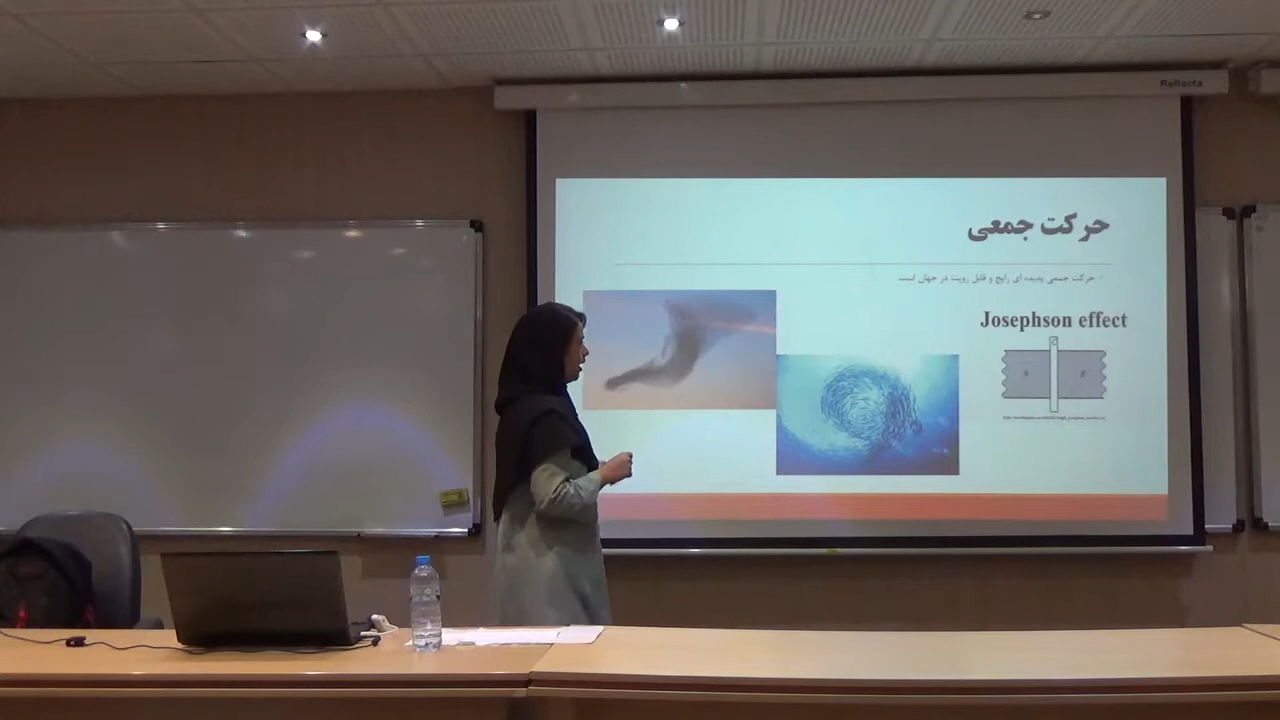 Reflecta
حرکت جمعی
- حرکت جمعی پدیده ای رایج و قابل رویت در جهان است.
Josephson effect
C
A
B